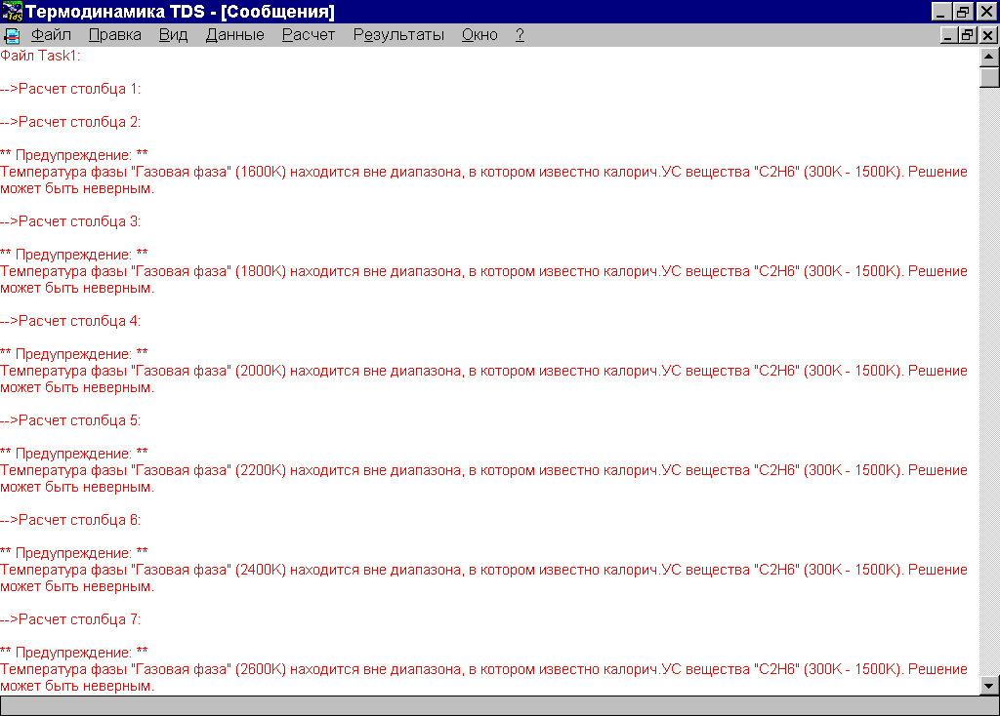 Термодинамика TDS - [Сообщения]
Файл Правка Вид Данные Расчет Результаты Окно ?
Файл Task1:
-->Расчет столбца 1:
-->Расчет столбца 2:
** Предупреждение: **
Температура фазы "Газовая фаза" (1600K) находится вне диапазона, в котором известно калорич.УС вещества "C2H6" (300K - 1500K). Решение
может быть неверным.
-->Расчет столбца 3:
** Предупреждение: **
Температура фазы "Газовая фаза" (1800K) находится вне диапазона, в котором известно калорич.УС вещества "C2H6" (300K - 1500K). Решение
может быть неверным.
-->Расчет столбца 4:
** Предупреждение: **
Температура фазы "Газовая фаза" (2000K) находится вне диапазона, в котором известно калорич.УС вещества "C2H6" (300K - 1500K). Решение
может быть неверным.
-->Расчет столбца 5:
** Предупреждение: **
Температура фазы "Газовая фаза" (2200K) находится вне диапазона, в котором известно калорич.УС вещества "C2H6" (300K - 1500K). Решение
может быть неверным.
-->Расчет столбца 6:
** Предупреждение: **
Температура фазы "Газовая фаза" (2400K) находится вне диапазона, в котором известно калорич.УС вещества "C2H6" (300K - 1500K). Решение
может быть неверным.
-->Расчет столбца 7:
** Предупреждение: **
Температура фазы "Газовая фаза" (2600K) находится вне диапазона, в котором известно калорич.УС вещества "C2H6" (300K - 1500K). Решение
может быть неверным.